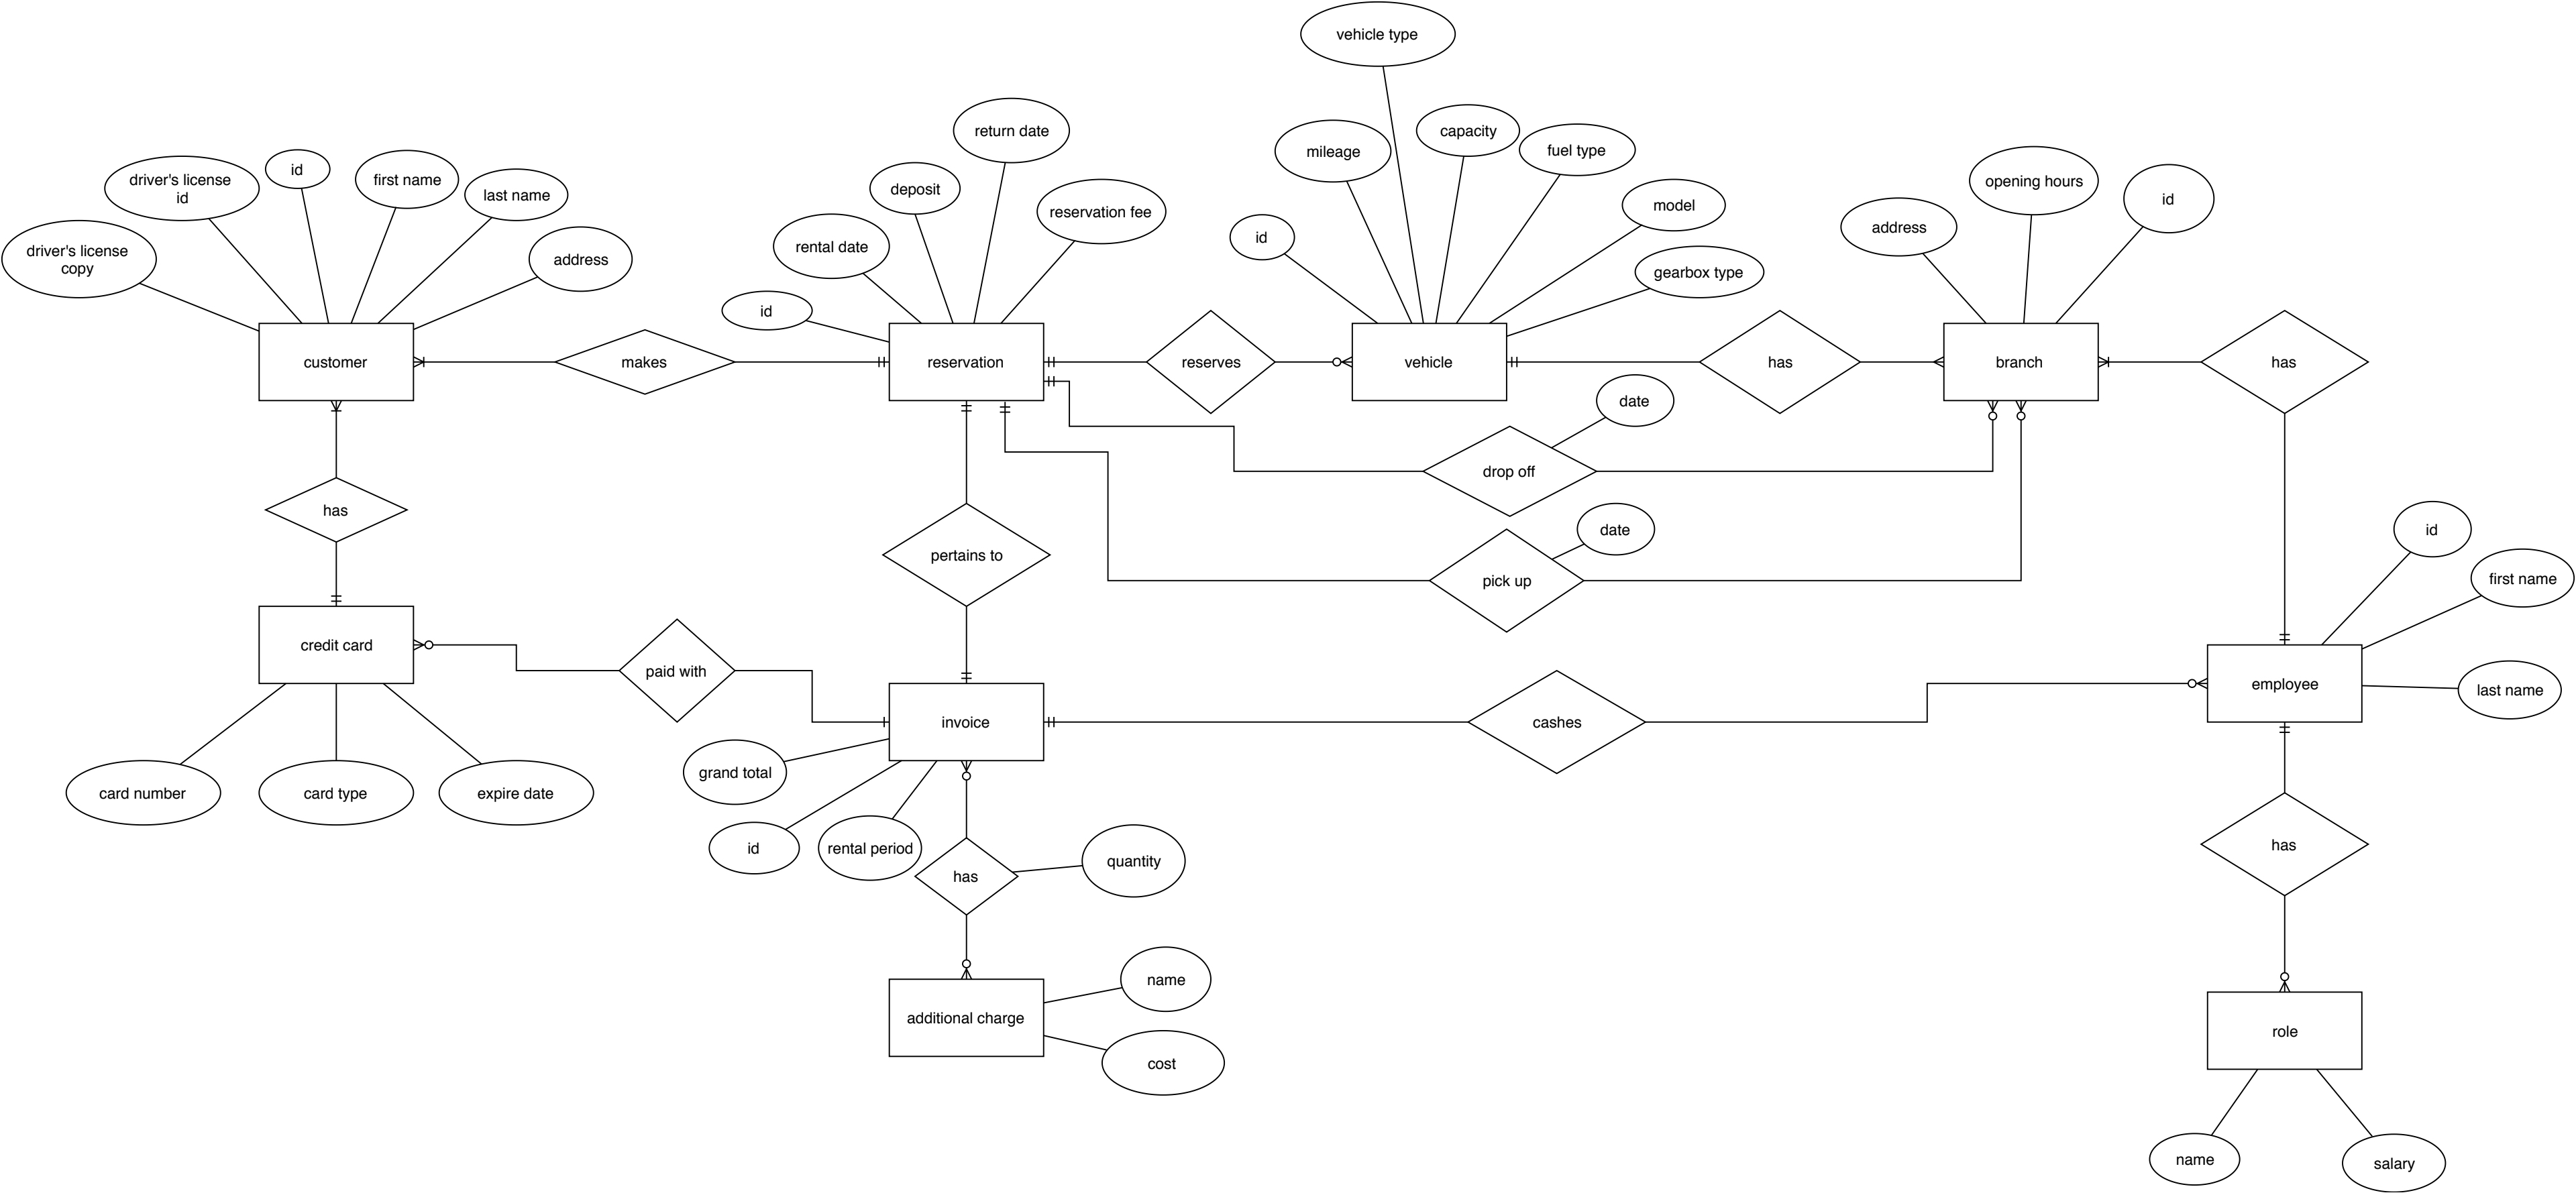 vehicle type
return date
capacity
mileage
fuel type
driver's license
id
id
first name
last name
deposit
opening hours
id
reservation fee
model
address
rental date
id
driver's license
copy
address
gearbox type
id
customer
makes
reservation
reserves
vehicle
has
branch
has
date
drop off
has
date
id
pertains to
pick up
first name
credit card
paid with
employee
last name
invoice
cashes
grand total
card number
card type
expire date
id
rental period
has
quantity
has
name
additional charge
role
cost
name
salary